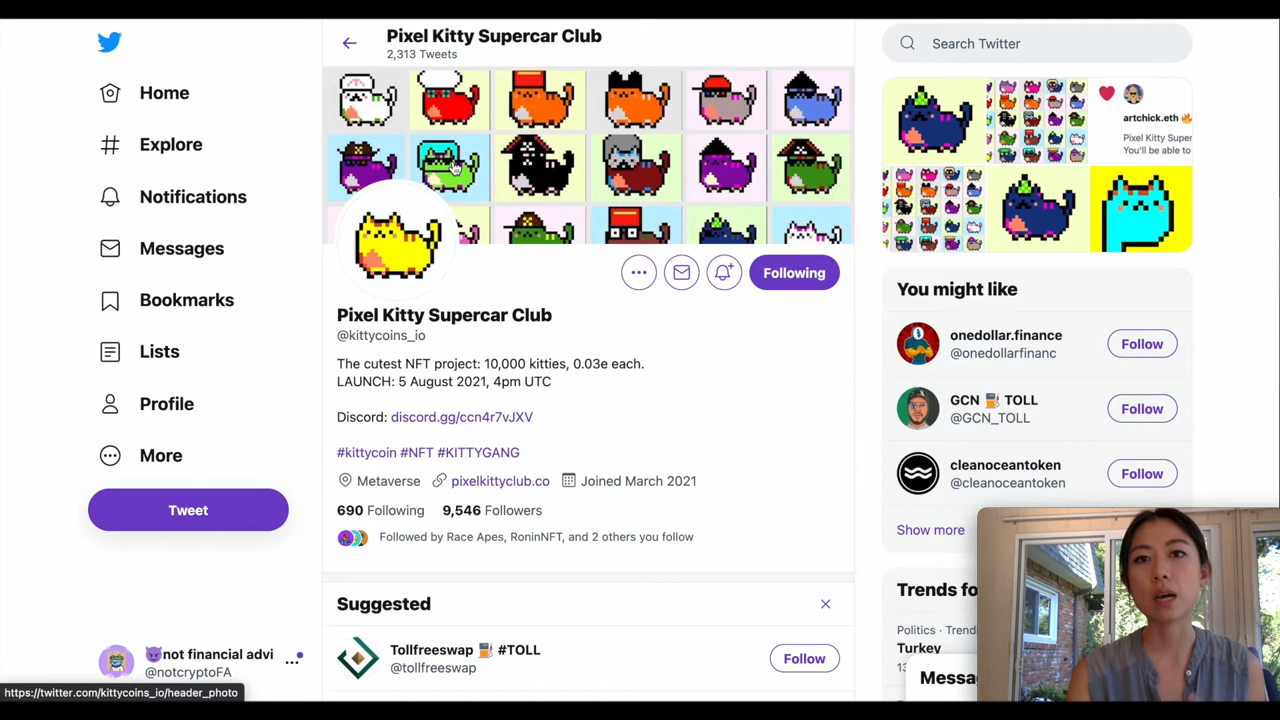 Home
Explore
Notifications
Messages
Bookmarks
Lists
Profile
More
Tweet
😈not financial advi
@notcryptoFA
https://twitter.com/kittycoins_io/header_photo
Pixel Kitty Supercar Club
2,313 Tweets
Following
Pixel Kitty Supercar Club
@kittycoins_io
The cutest NFT project: 10,000 kitties, 0.03e each.
LAUNCH: 5 August 2021, 4pm UTC
Discord: discord.gg/ccn4r7vJXV
#kittycoin #NFT #KITTYGANG
Metaverse pixelkittyclub.co Joined March 2021
690 Following 9,546 Followers
Followed by Race Apes, RoninNFT, and 2 others you follow
Suggested
Tollfreeswap ⛽ #TOLL
@tollfreeswap
Follow
Search Twitter
artchick.eth
Pixel Kitty Super
You'll be able to
You might like
onedollar.finance
@onedollarfinanc
Follow
GCN ⛽ TOLL
@GCN_TOLL
Follow
cleanoceantoken
@cleanoceantoken
Follow
Show more
Trends fo
Politics · Trend
Turkey
Messa